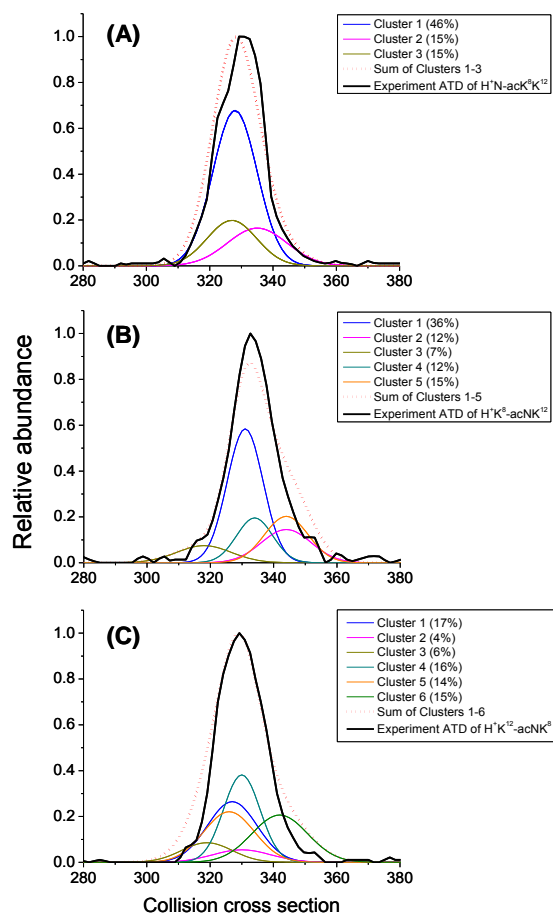 (A)
Cluster 1 (46%)
Cluster 2 (15%)
Cluster 3 (15%)
Sum of Clusters 1-3
Experiment ATD of H⁺N-acK⁸K¹²
1.0
0.8
0.6
0.4
0.2
0.0
280 300 320 340 360 380
(B)
Cluster 1 (36%)
Cluster 2 (12%)
Cluster 3 (7%)
Cluster 4 (12%)
Cluster 5 (15%)
Sum of Clusters 1-5
Experiment ATD of H⁺K⁸-acNK¹²
Relative abundance
1.0
0.8
0.6
0.4
0.2
0.0
280 300 320 340 360 380
(C)
Cluster 1 (17%)
Cluster 2 (4%)
Cluster 3 (6%)
Cluster 4 (16%)
Cluster 5 (14%)
Cluster 6 (15%)
Sum of Clusters 1-6
Experiment ATD of H⁺K¹²-acNK⁸
1.0
0.8
0.6
0.4
0.2
0.0
280 300 320 340 360 380
Collision cross section